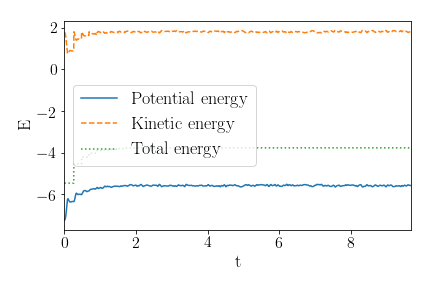 2
0
−2
−4
−6
E
Potential energy
Kinetic energy
Total energy
0 2 4 6 8
t